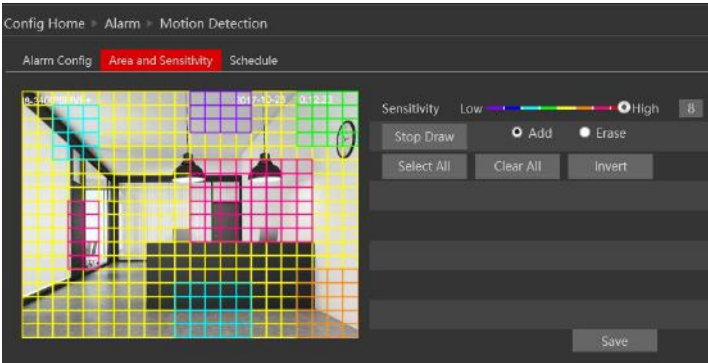 Config Home ▸ Alarm ▸ Motion Detection
Alarm Config Area and Sensitivity Schedule
Sensitivity Low High 8
Stop Draw Add Erase
Select All Clear All Invert
Save